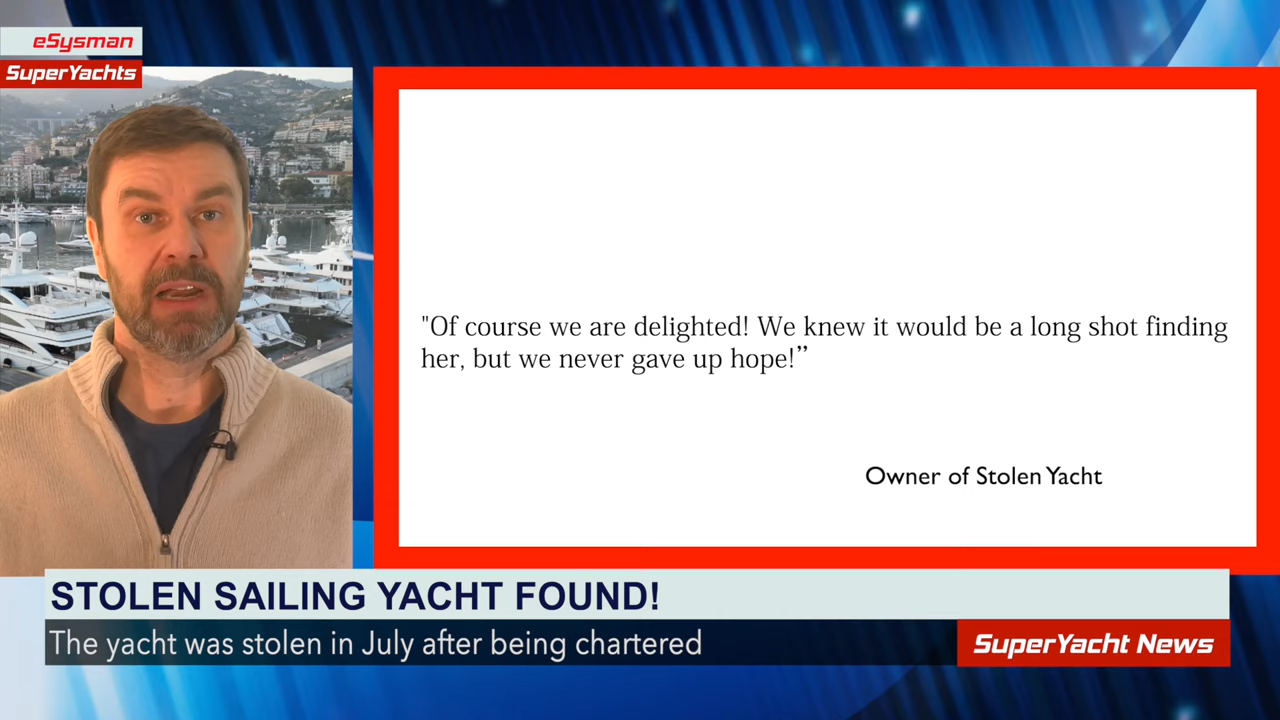 eSysman
SuperYachts
"Of course we are delighted! We knew it would be a long shot finding
her, but we never gave up hope!”
Owner of Stolen Yacht
STOLEN SAILING YACHT FOUND!
The yacht was stolen in July after being chartered
SuperYacht News